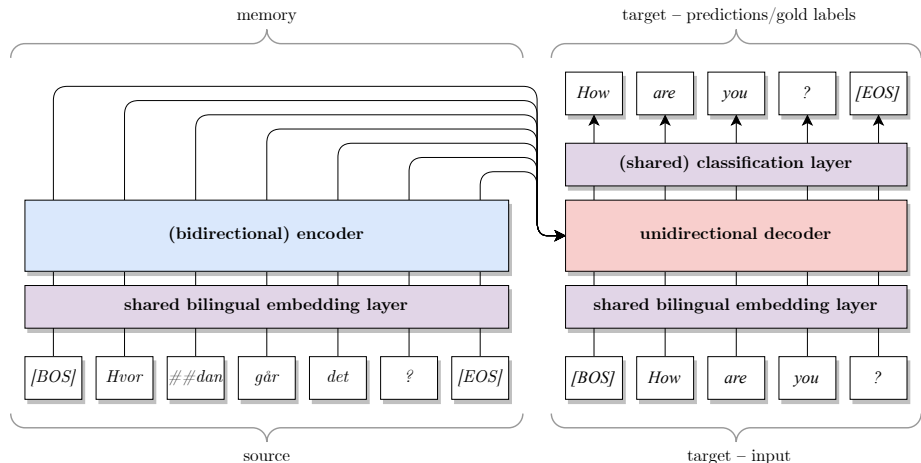 memory
target – predictions/gold labels
How are you ? [EOS]
(shared) classification layer
(bidirectional) encoder
unidirectional decoder
shared bilingual embedding layer
shared bilingual embedding layer
[BOS] Hvor ##dan går det ? [EOS]
[BOS] How are you ?
source
target – input